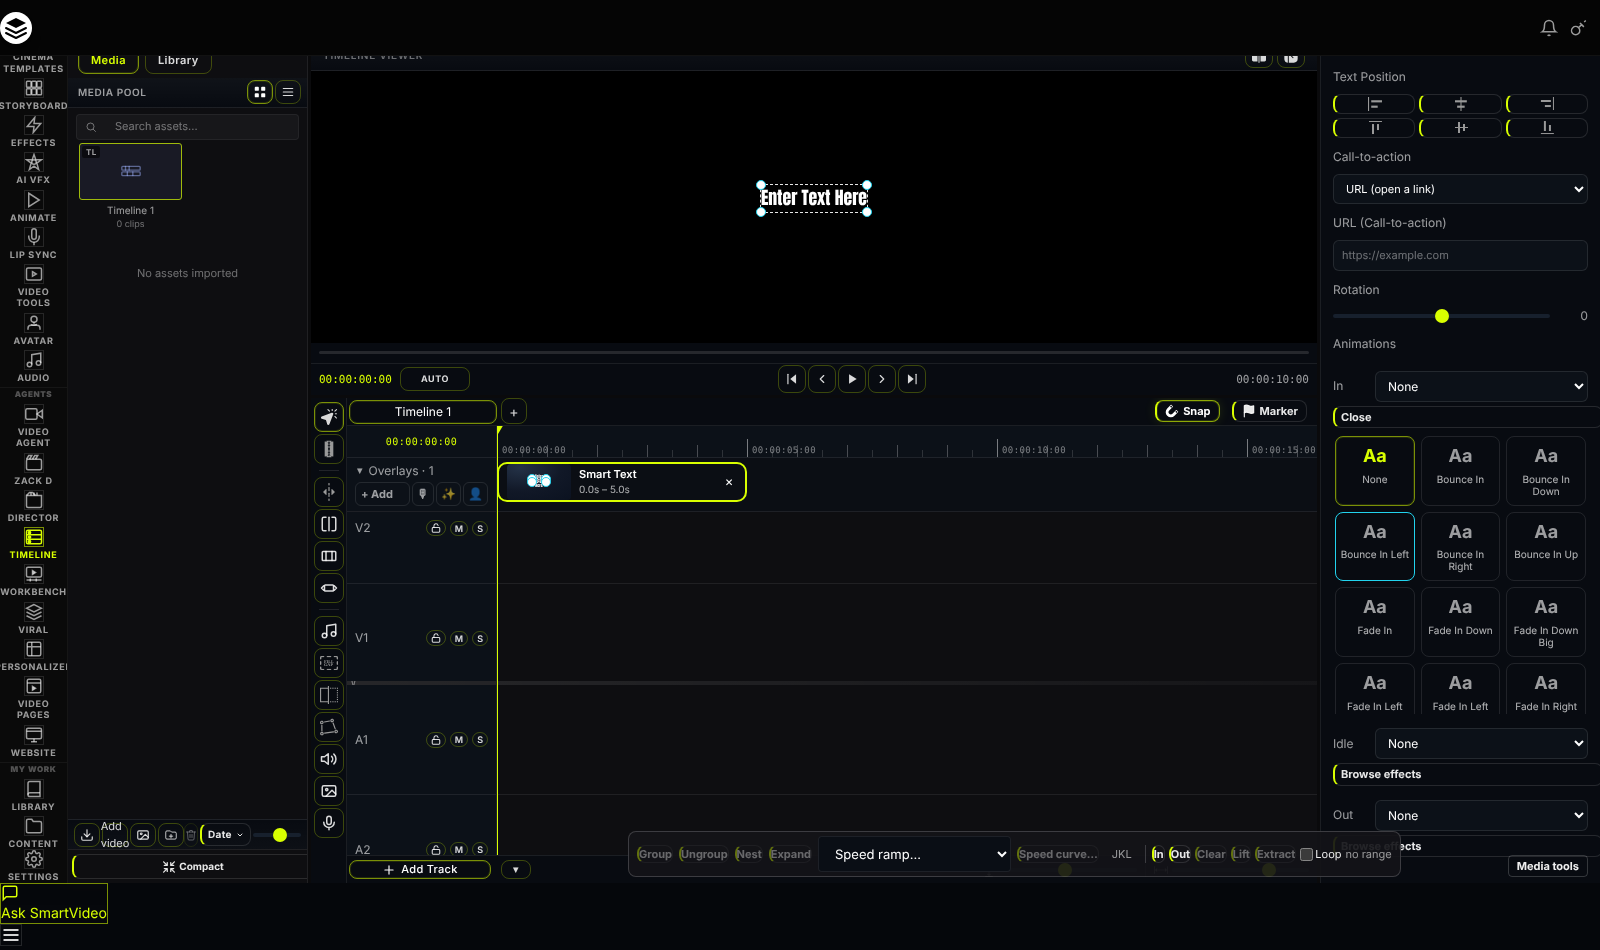 CINEMA
TEMPLATES
STORYBOARD
EFFECTS
AI VFX
ANIMATE
LIP SYNC
VIDEO
TOOLS
AVATAR
AUDIO
AGENTS
VIDEO
AGENT
ZACK D
DIRECTOR
TIMELINE
WORKBENCH
VIRAL
PERSONALIZE
VIDEO
PAGES
WEBSITE
MY WORK
LIBRARY
CONTENT
SETTINGS
Ask SmartVideo
Media
Library
MEDIA POOL
Search assets...
TL
Timeline 1
0 clips
No assets imported
Add
video
Date
Compact
TIMELINE VIEWER
Enter Text Here
00:00:00:00
AUTO
00:00:10:00
Timeline 1
+
Snap
Marker
00:00:00:00
00:00:00:00
00:00:05:00
00:00:10:00
00:00:15:00
Overlays · 1
+ Add
Smart Text
0.0s – 5.0s
×
V2
M
S
V1
M
S
A1
M
S
A2
M
S
+ Add Track
Group
Ungroup
Nest
Expand
Speed ramp...
Speed curve...
JKL
In
Out
Clear
Lift
Extract
Loop
no range
Text Position
Call-to-action
URL (open a link)
URL (Call-to-action)
https://example.com
Rotation
0
Animations
In
None
Close
Aa
None
Aa
Bounce In
Aa
Bounce In
Down
Aa
Bounce In Left
Aa
Bounce In
Right
Aa
Bounce In Up
Aa
Fade In
Aa
Fade In Down
Aa
Fade In Down
Big
Aa
Fade In Left
Aa
Fade In Left
Aa
Fade In Right
Idle
None
Browse effects
Out
None
Browse effects
Media tools